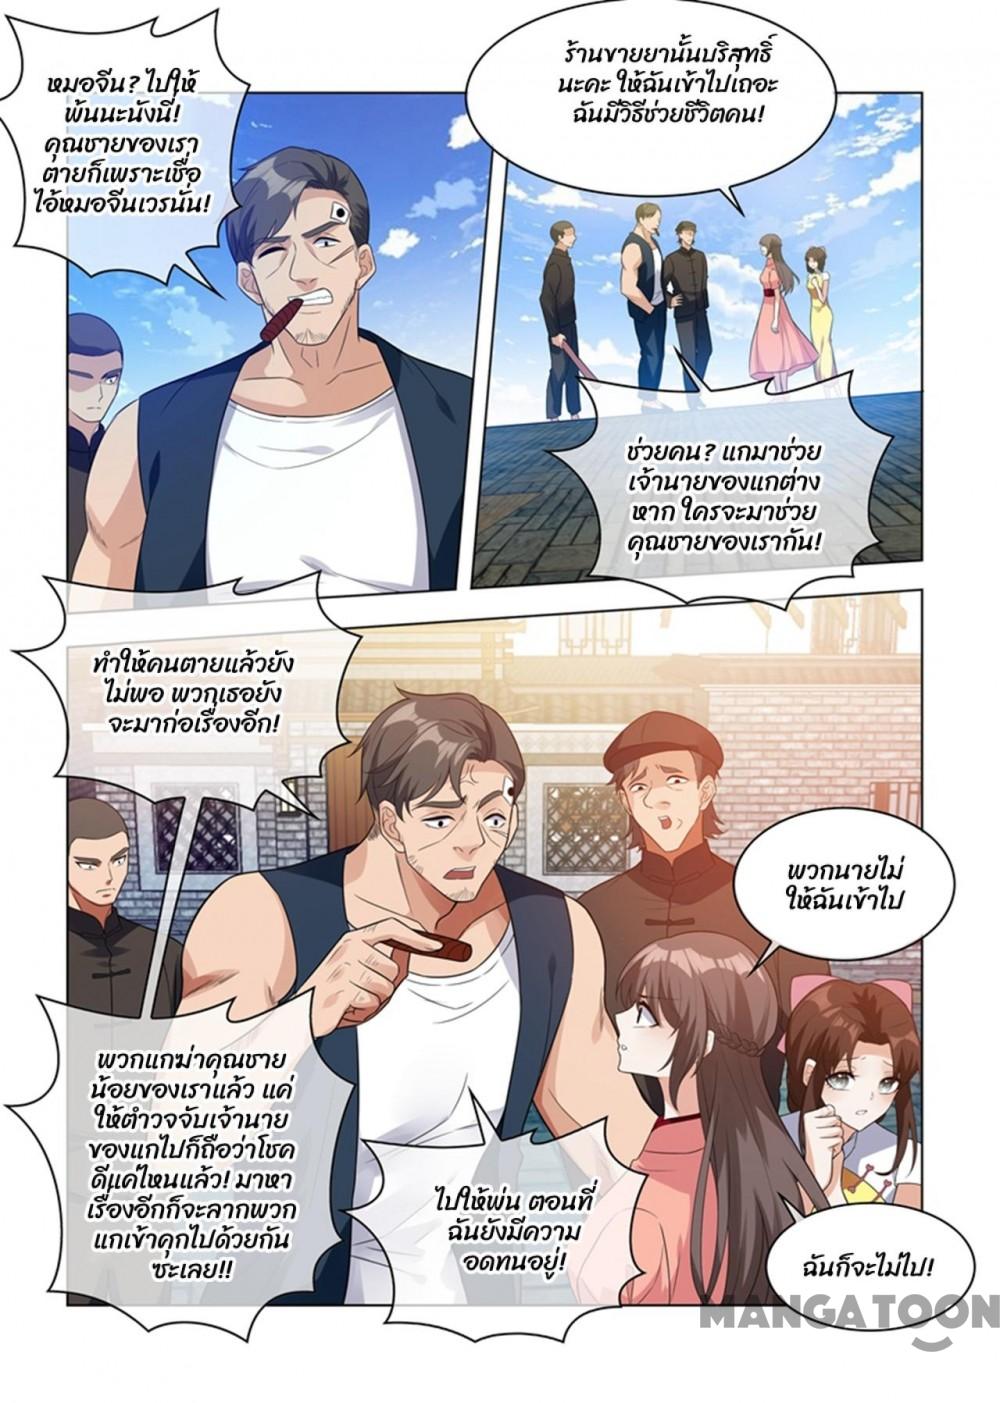 หมอจีน? ไปให้
พ้นนะนังนี่!
คุณชายของเรา
ตายก็เพราะเชื่อ
ไอ้หมอจีนเวรนั่น!
ร้านขายยานั้นบริสุทธิ์
นะคะ ให้ฉันเข้าไปเถอะ
ฉันมีวิธีช่วยชีวิตคน!
ช่วยคน? แกมาช่วย
เจ้านายของแกต่าง
หาก ใครจะมาช่วย
คุณชายของเรากัน!
ทำให้คนตายแล้วยัง
ไม่พอ พวกเธอยัง
จะมาก่อเรื่องอีก!
พวกนายไม่
ให้ฉันเข้าไป
พวกแกฆ่าคุณชาย
น้อยของเราแล้ว แค่
ให้ตำวจจับเจ้านาย
ของแกไปก็ถือว่าโชค
ดีแค่ไหนแล้ว! มาหา
เรื่องอีกก็จะลากพวก
แกเข้าคุกไปด้วยกัน
ซะเลย!!
ไปให้พ่น ตอนที่
ฉันยังมีความ
อดทนอยู่!
ฉันก็จะไม่ไป!
MANGATOON